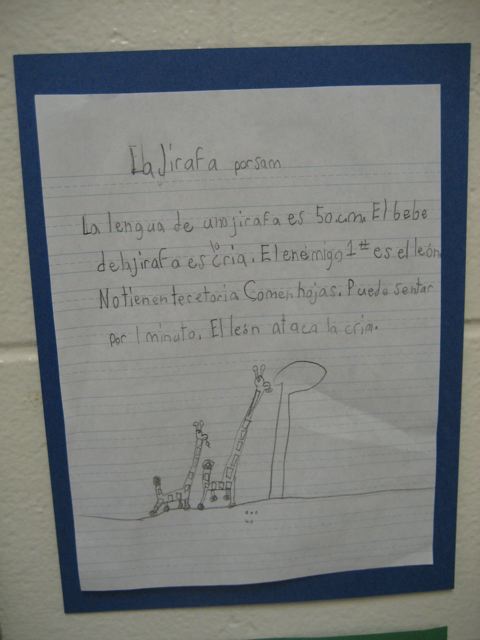 La Jirafa por sam
La lengua de una jirafa es 50.cm. El bebe
de la jirafa es la cria. El enemigo 1# es el león.
No tienen teretoria Comen hojas. Puede sentar
por 1 minuto. El león ataca la cria.